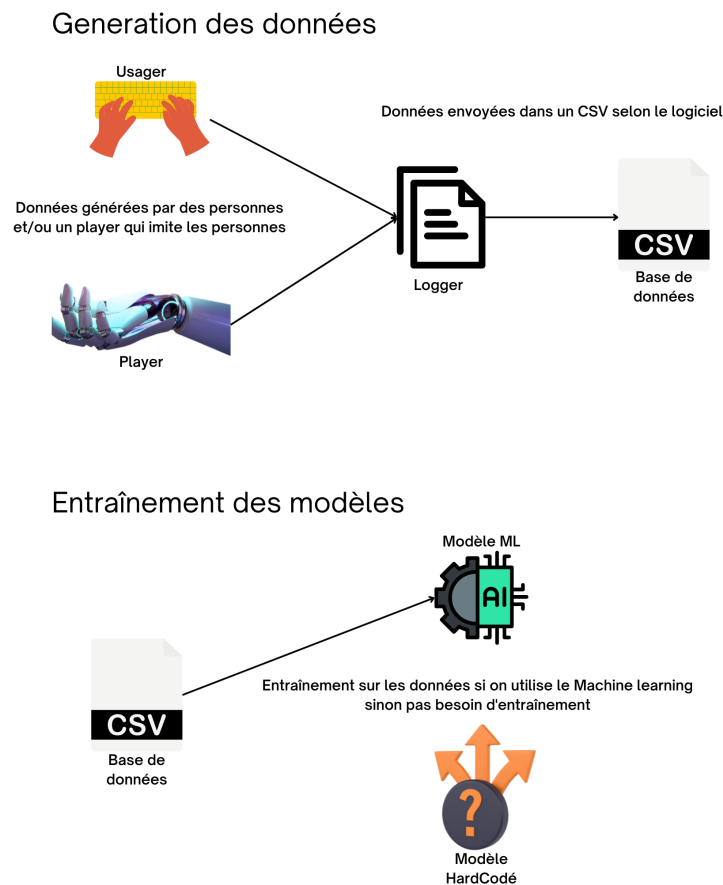 Generation des données
Usager
Données envoyées dans un CSV selon le logiciel
Données générées par des personnes
et/ou un player qui imite les personnes
CSV
Logger
Base de
données
Player
Entraînement des modèles
Modèle ML
AI
Entraînement sur les données si on utilise le Machine learning
sinon pas besoin d'entraînement
CSV
Base de
données
?
Modèle
HardCodé